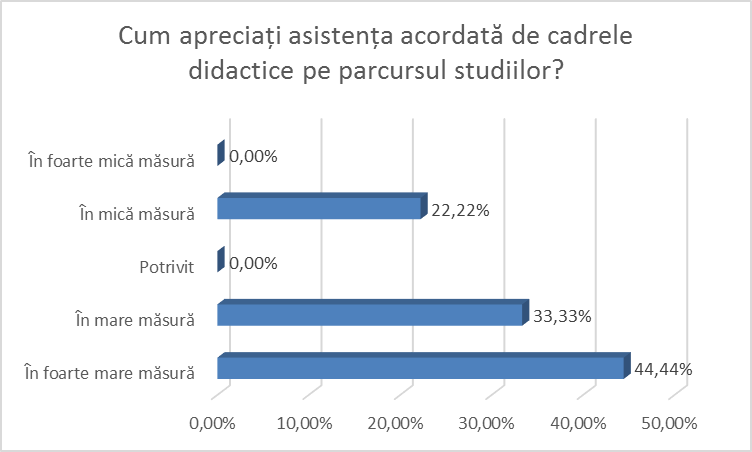 Cum apreciați asistența acordată de cadrele
didactice pe parcursul studiilor?
În foarte mică măsură
0,00%
În mică măsură
22,22%
Potrivit
0,00%
În mare măsură
33,33%
În foarte mare măsură
44,44%
0,00% 10,00% 20,00% 30,00% 40,00% 50,00%